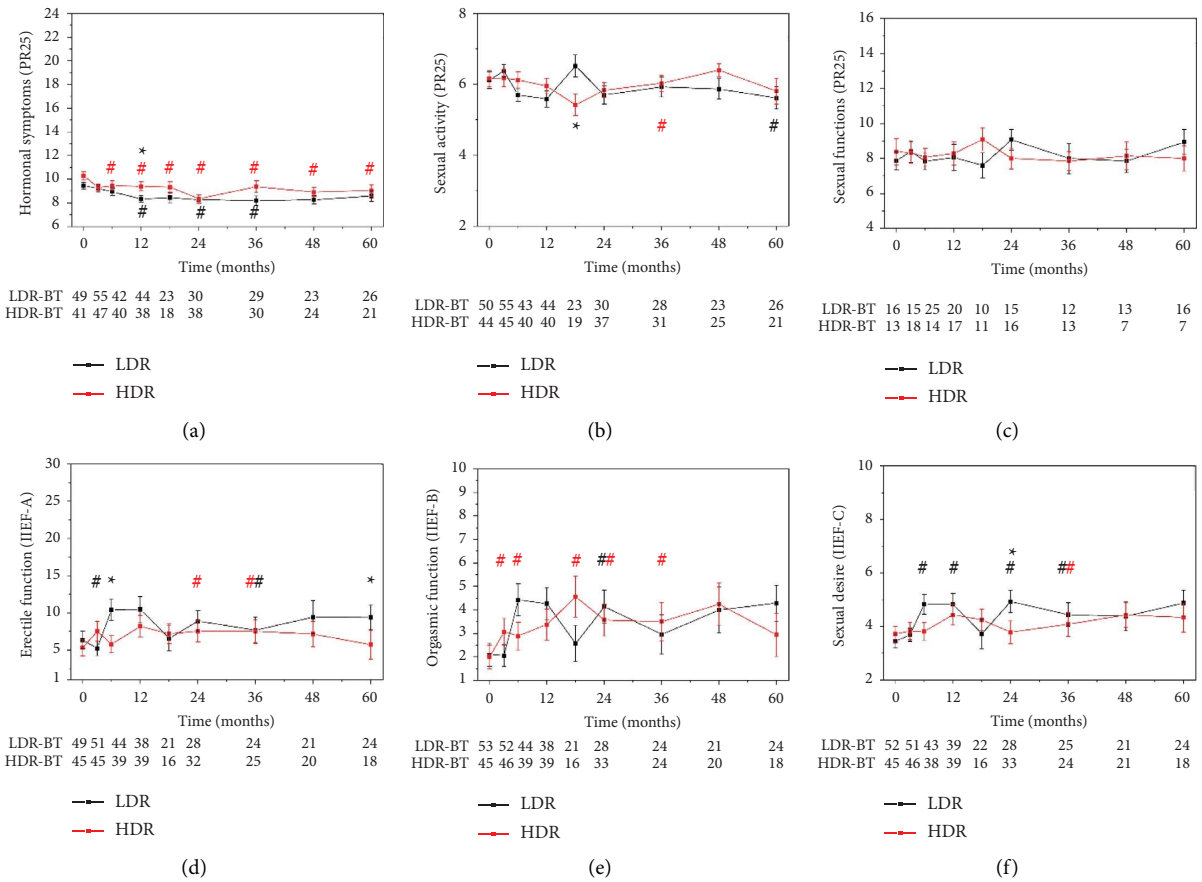 Hormonal symptoms (PR25)
24
22
20
18
16
14
12
10
8
6
*
# # # # # # #
# # #
0 12 24 36 48 60
Time (months)
LDR-BT 49 55 42 44 23 30 29 23 26
HDR-BT 41 47 40 38 18 38 30 24 21
LDR
HDR
(a)
Sexual activity (PR25)
8
6
4
2
* # #
0 12 24 36 48 60
Time (months)
LDR-BT 50 55 43 44 23 30 28 23 26
HDR-BT 44 45 40 40 19 37 31 25 21
LDR
HDR
(b)
Sexual functions (PR25)
16
14
12
10
8
6
4
0 12 24 36 48 60
Time (months)
LDR-BT 16 15 25 20 10 15 12 13 16
HDR-BT 13 18 14 17 11 16 13 7 7
LDR
HDR
(c)
Erectile function (IIEF-A)
30
25
20
15
10
5
1
# * # # # *
0 12 24 36 48 60
Time (months)
LDR-BT 49 51 44 38 21 28 24 21 24
HDR-BT 45 45 39 39 16 32 25 20 18
LDR
HDR
(d)
Orgasmic function (IIEF-B)
10
9
8
7
6
5
4
3
2
1
# # # # # #
0 12 24 36 48 60
Time (months)
LDR-BT 53 52 44 38 21 28 24 21 24
HDR-BT 45 46 39 39 16 33 24 20 18
LDR
HDR
(e)
Sexual desire (IIEF-C)
10
8
6
4
2
*
# # # # #
0 12 24 36 48 60
Time (months)
LDR-BT 52 51 43 39 22 28 25 21 24
HDR-BT 45 46 38 39 16 33 24 21 18
LDR
HDR
(f)